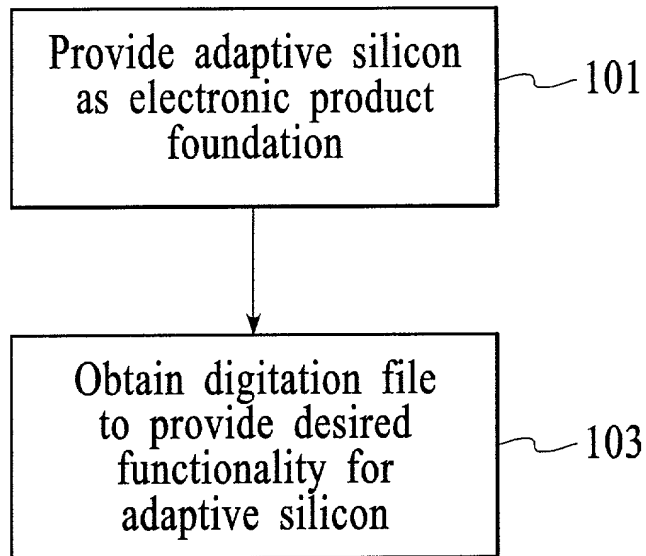 Provide adaptive silicon
as electronic product
foundation
101
Obtain digitation file
to provide desired
functionality for
adaptive silicon
103